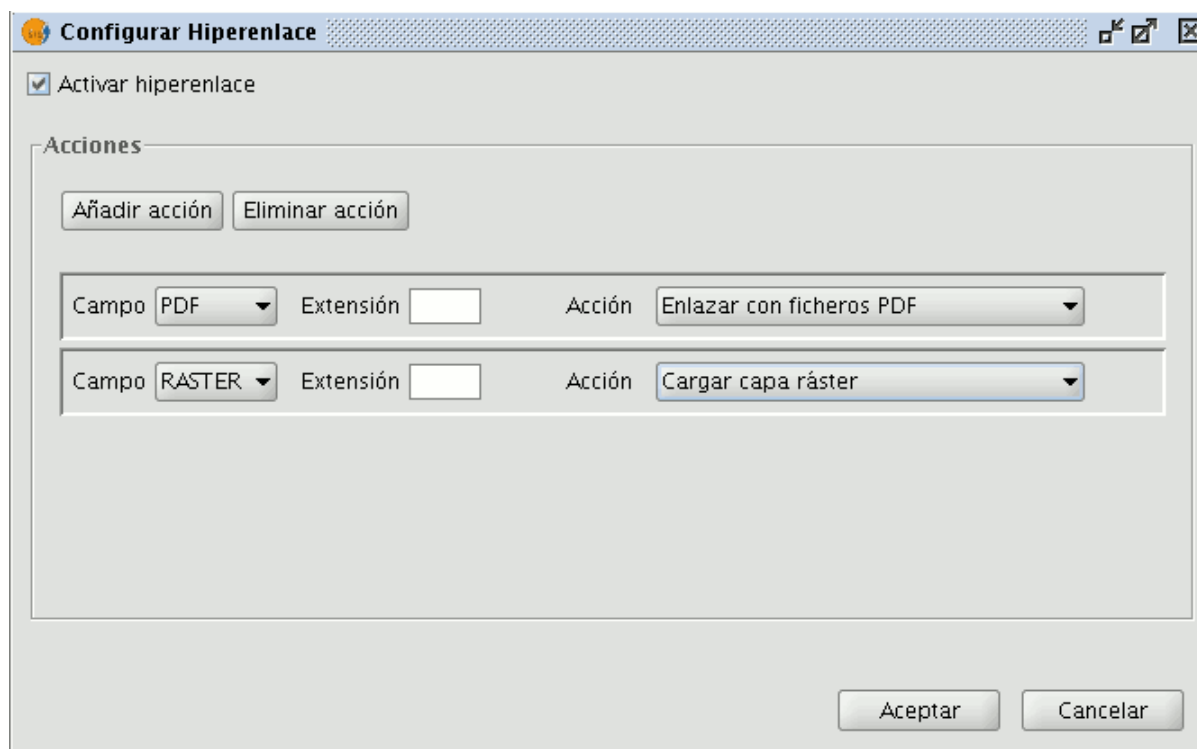 Configurar Hiperenlace
Activar hiperenlace
Acciones
Añadir acción Eliminar acción
Campo PDF Extensión Acción Enlazar con ficheros PDF
Campo RASTER Extensión Acción Cargar capa ráster
Aceptar Cancelar